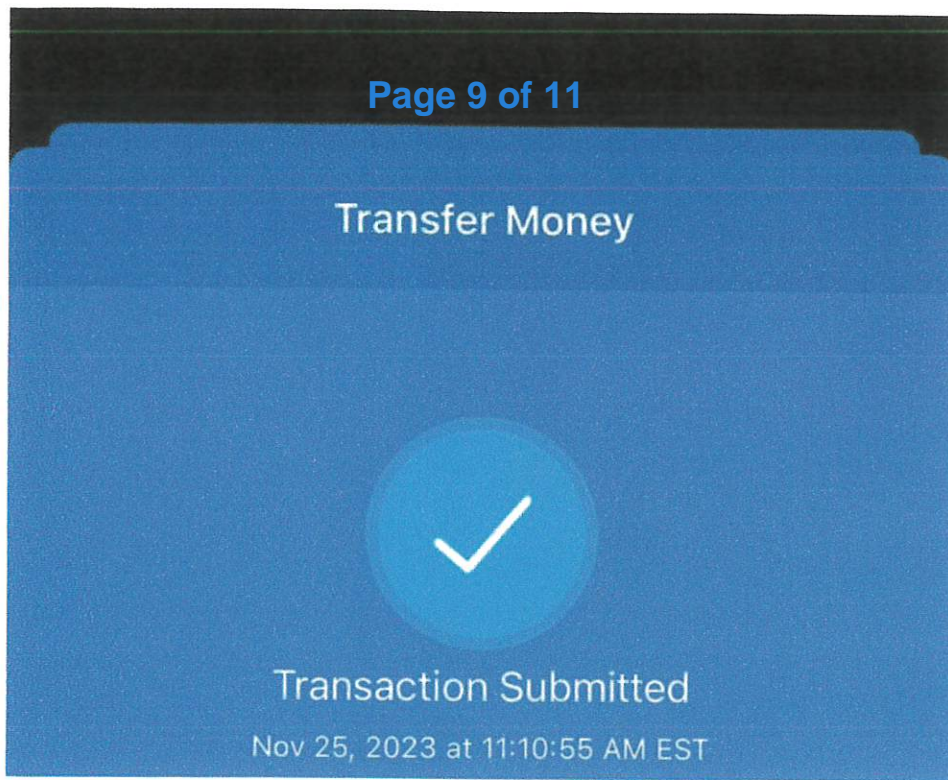 Page 9 of 11
Transfer Money
Transaction Submitted
Nov 25, 2023 at 11:10:55 AM EST